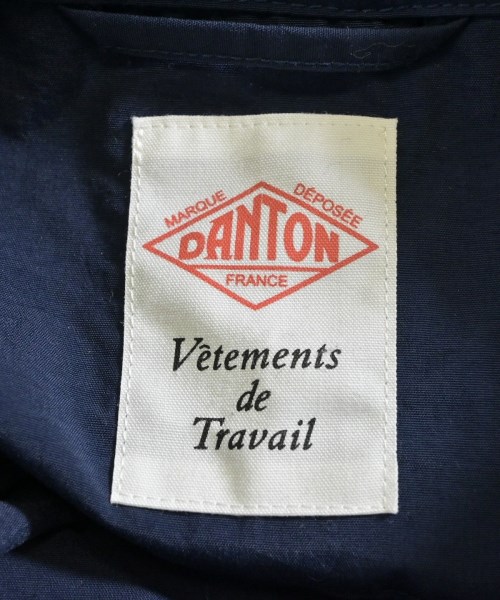 MARQUE DÉPOSÉE
DANTON
FRANCE
Vêtements
de
Travail